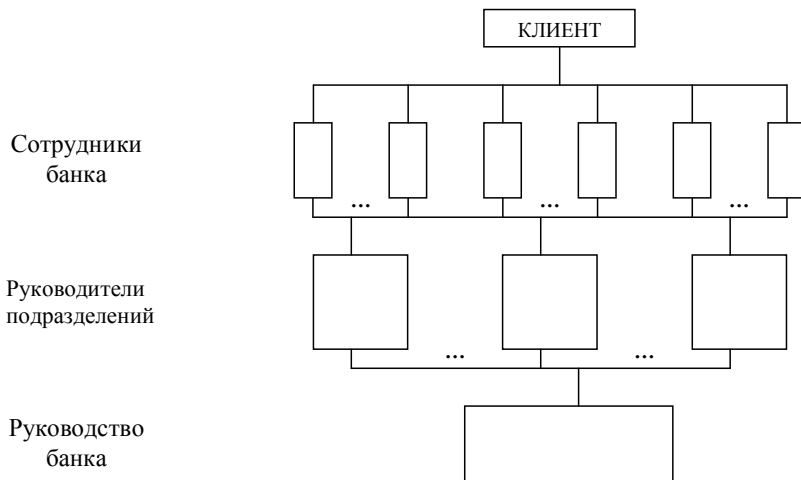 КЛИЕНТ
Сотрудники
банка
... ... ...
Руководители
подразделений
... ...
Руководство
банка